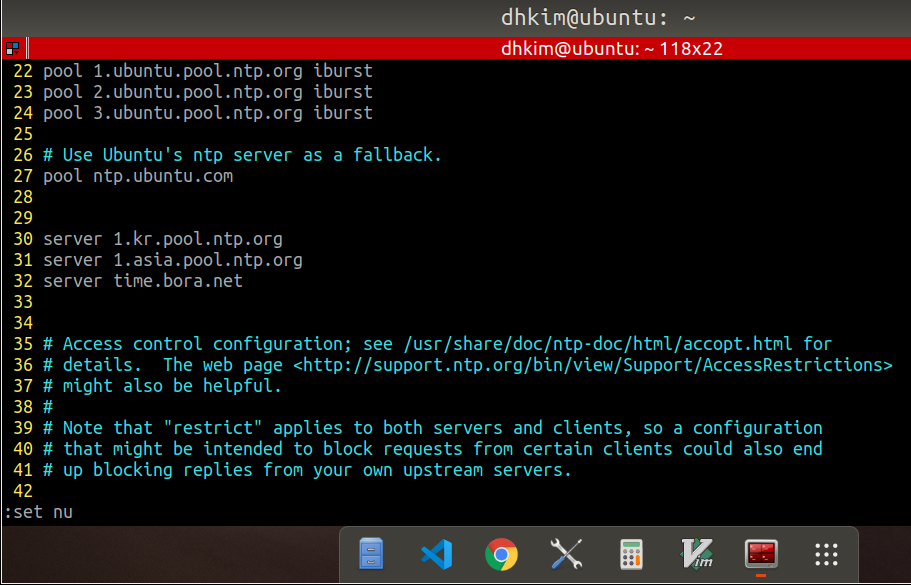 dhkim@ubuntu: ~
dhkim@ubuntu: ~ 118x22
22 pool 1.ubuntu.pool.ntp.org iburst
23 pool 2.ubuntu.pool.ntp.org iburst
24 pool 3.ubuntu.pool.ntp.org iburst
25
26 # Use Ubuntu's ntp server as a fallback.
27 pool ntp.ubuntu.com
28
29
30 server 1.kr.pool.ntp.org
31 server 1.asia.pool.ntp.org
32 server time.bora.net
33
34
35 # Access control configuration; see /usr/share/doc/ntp-doc/html/accopt.html for
36 # details.  The web page <http://support.ntp.org/bin/view/Support/AccessRestrictions>
37 # might also be helpful.
38 #
39 # Note that "restrict" applies to both servers and clients, so a configuration
40 # that might be intended to block requests from certain clients could also end
41 # up blocking replies from your own upstream servers.
42
:set nu
Vim